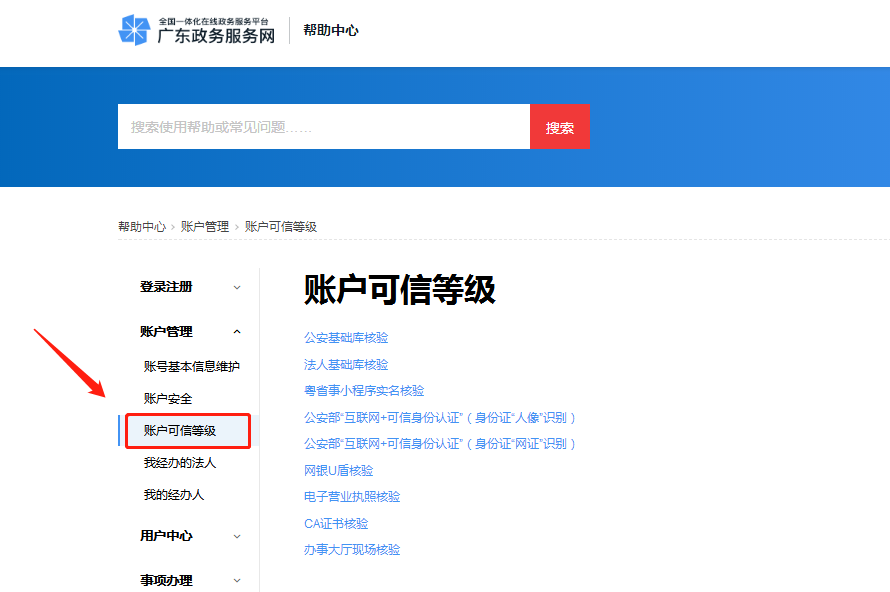 全国一体化在线政务服务平台
广东政务服务网
帮助中心
搜索使用帮助或常见问题……
搜索
帮助中心 › 账户管理 › 账户可信等级
登录注册
账户管理
账号基本信息维护
账户安全
账户可信等级
我经办的法人
我的经办人
用户中心
事项办理
账户可信等级
公安基础库核验
法人基础库核验
粤省事小程序实名核验
公安部“互联网+可信身份认证”（身份证“人像”识别）
公安部“互联网+可信身份认证”（身份证“网证”识别）
网银U盾核验
电子营业执照核验
CA证书核验
办事大厅现场核验